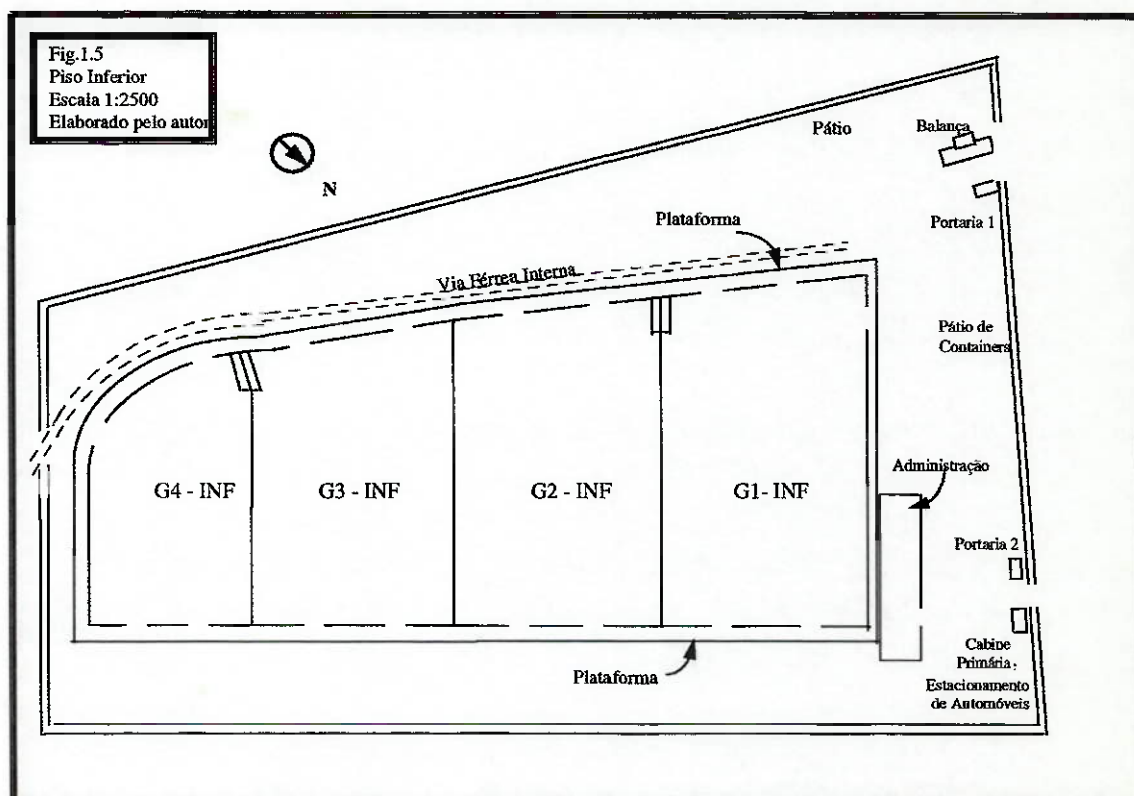 Fig.1.5
Piso Inferior
Escala 1:2500
Elaborado pelo autor
N
Pátio
Balança
Portaria 1
Plataforma
Via Férrea Interna
Pátio de
Containers
Administração
G4 - INF
G3 - INF
G2 - INF
G1- INF
Portaria 2
Plataforma
Cabine
Primária.
Estacionamento
de Automóveis